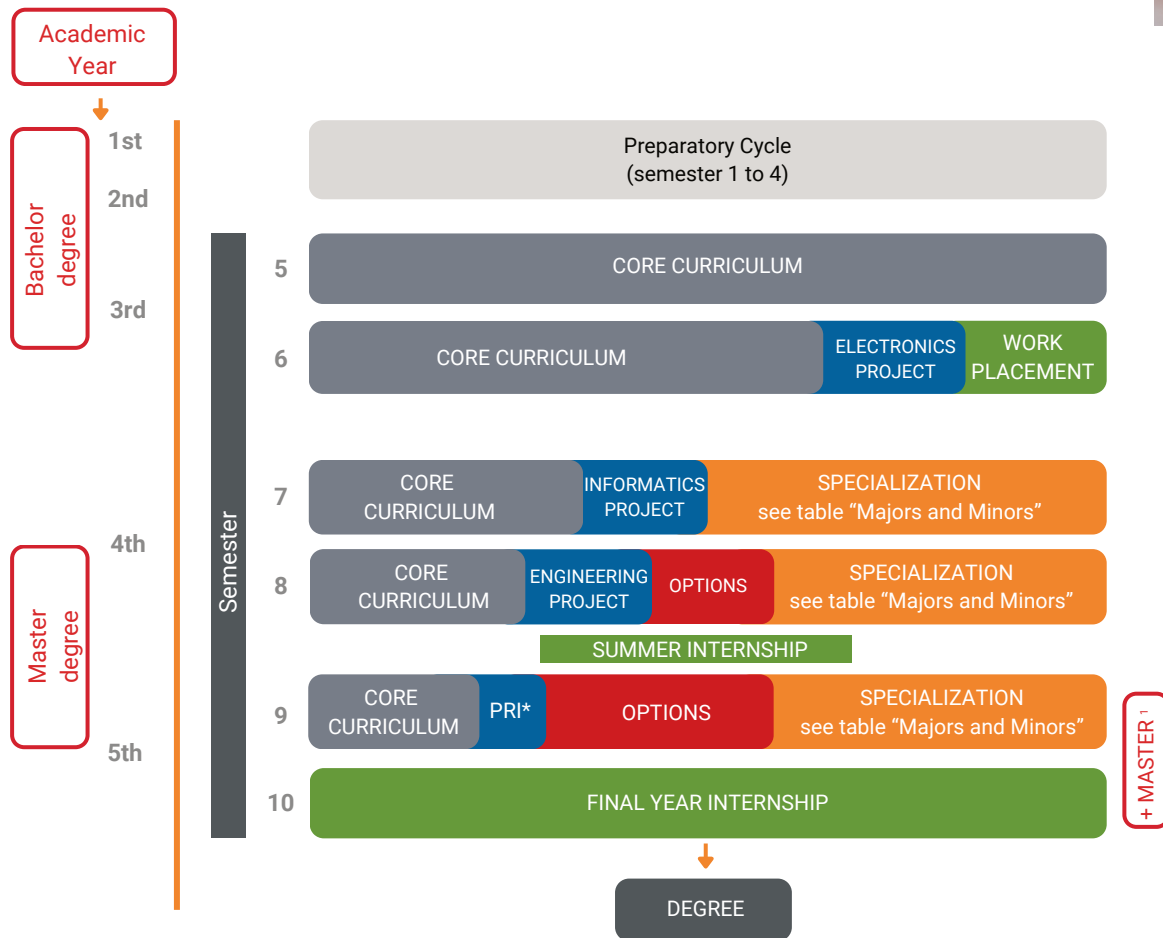 Academic
Year
1st
2nd
3rd
4th
5th
Bachelor
degree
Master
degree
Semester
Preparatory Cycle
(semester 1 to 4)
5
CORE CURRICULUM
6
CORE CURRICULUM
ELECTRONICS
PROJECT
WORK
PLACEMENT
7
CORE
CURRICULUM
INFORMATICS
PROJECT
SPECIALIZATION
see table “Majors and Minors”
8
CORE
CURRICULUM
ENGINEERING
PROJECT
OPTIONS
SPECIALIZATION
see table “Majors and Minors”
SUMMER INTERNSHIP
9
CORE
CURRICULUM
PRI*
OPTIONS
SPECIALIZATION
see table “Majors and Minors”
10
FINAL YEAR INTERNSHIP
+ MASTER ¹
DEGREE